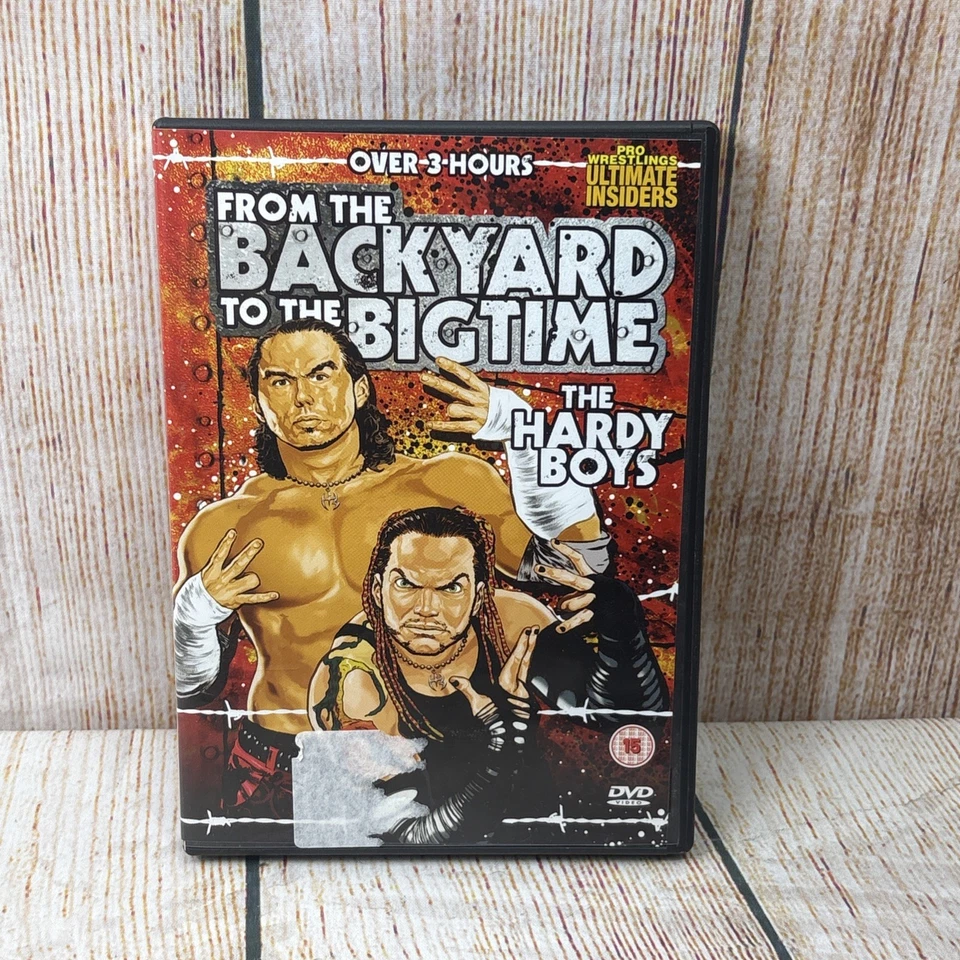 OVER-3-HOURS
PRO
WRESTLINGS
ULTIMATE
INSIDERS
FROM THE
BACKYARD
TO THE BIGTIME
THE
HARDY
BOYS
15
DVD
VIDEO